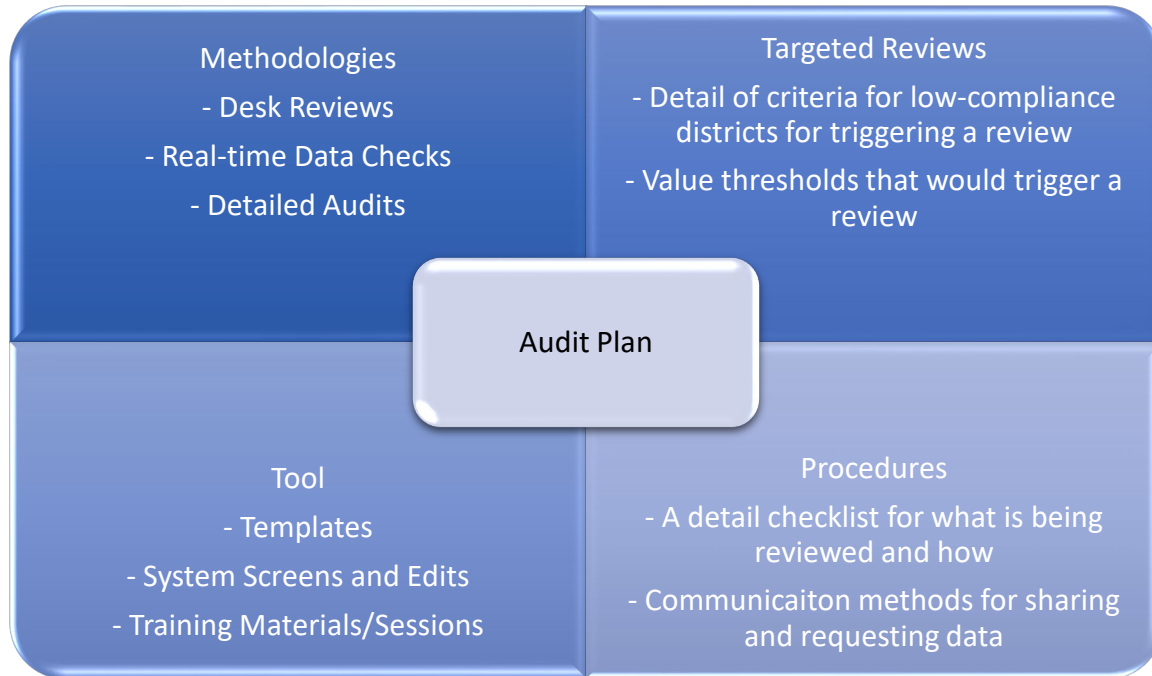 Methodologies
- Desk Reviews
- Real-time Data Checks
- Detailed Audits
Targeted Reviews
- Detail of criteria for low-compliance
districts for triggering a review
- Value thresholds that would trigger a
review
Audit Plan
Tool
- Templates
- System Screens and Edits
- Training Materials/Sessions
Procedures
- A detail checklist for what is being
reviewed and how
- Communicaiton methods for sharing
and requesting data